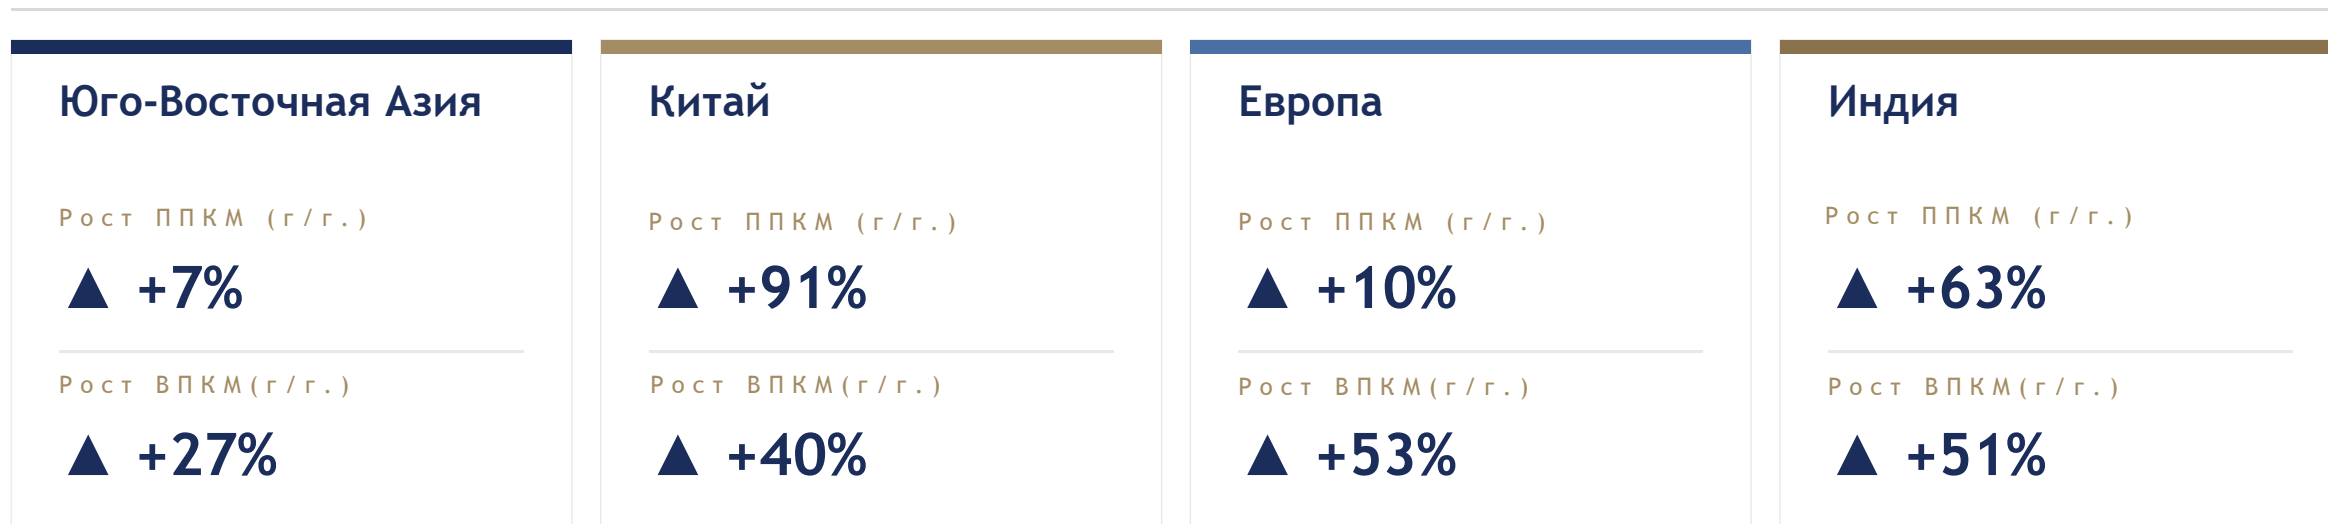 Юго-Восточная Азия
Рост ППКМ (г/г.)
▲ +7%
Рост ВПКМ(г/г.)
▲ +27%
Китай
Рост ППКМ (г/г.)
▲ +91%
Рост ВПКМ(г/г.)
▲ +40%
Европа
Рост ППКМ (г/г.)
▲ +10%
Рост ВПКМ(г/г.)
▲ +53%
Индия
Рост ППКМ (г/г.)
▲ +63%
Рост ВПКМ(г/г.)
▲ +51%